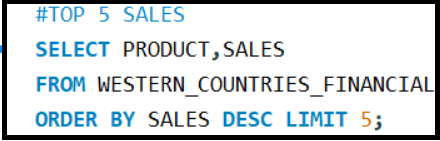 #TOP 5 SALES
SELECT PRODUCT,SALES
FROM WESTERN_COUNTRIES_FINANCIAL
ORDER BY SALES DESC LIMIT 5;